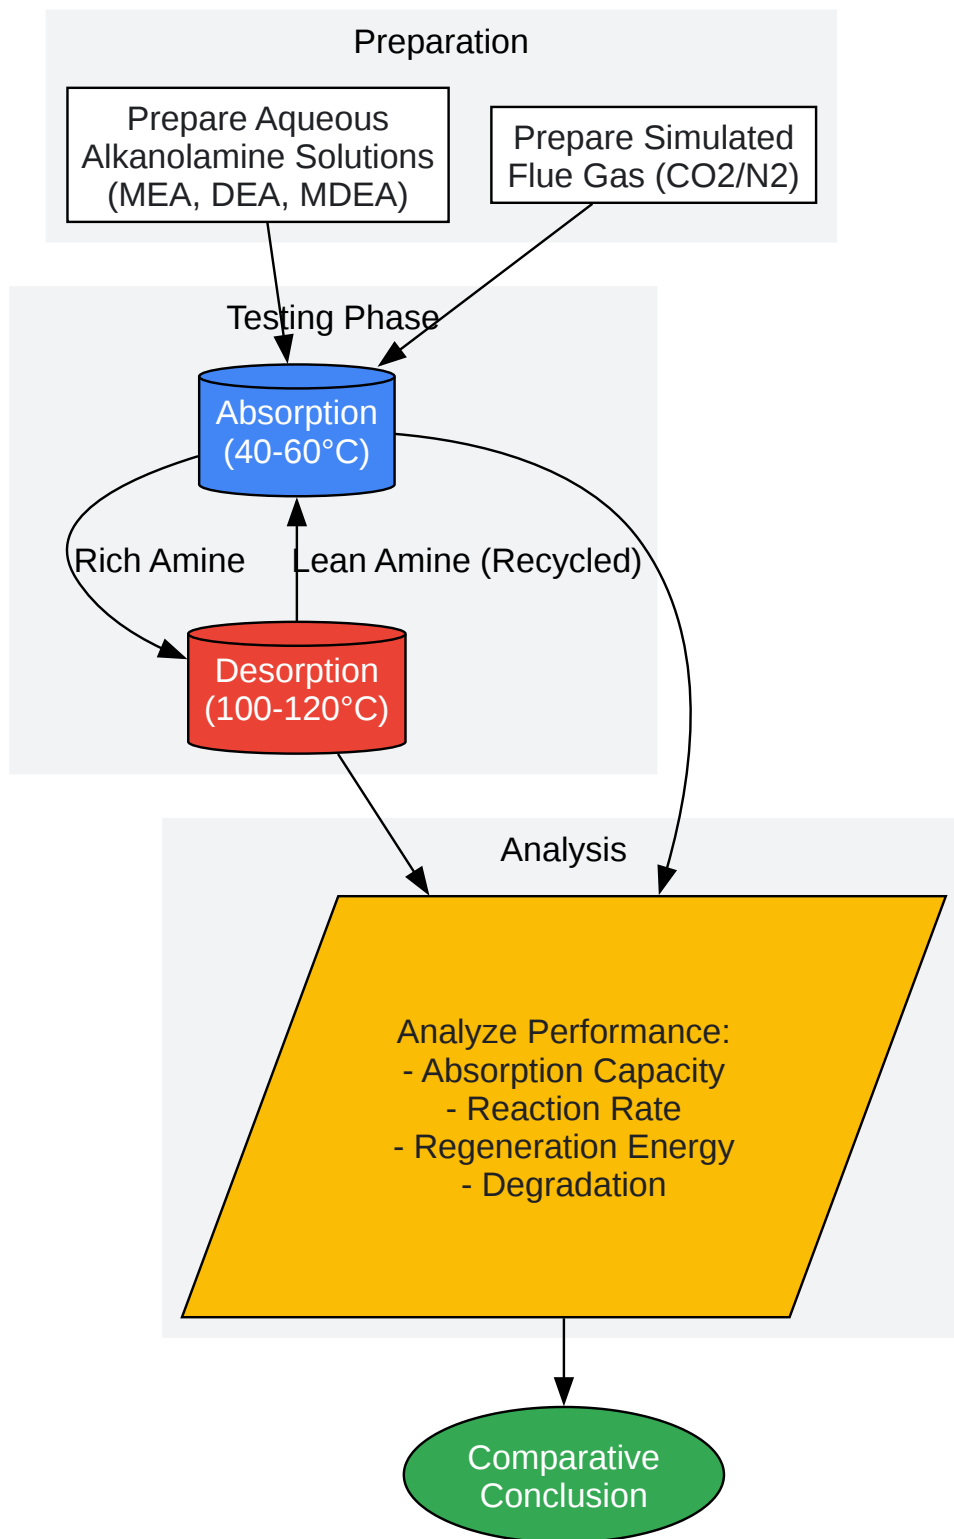 Preparation
Prepare Aqueous
Alkanolamine Solutions
(MEA, DEA, MDEA)
Prepare Simulated
Flue Gas (CO2/N2)
Testing Phase
Absorption
(40-60°C)
Rich Amine
Lean Amine (Recycled)
Desorption
(100-120°C)
Analysis
Analyze Performance:
- Absorption Capacity
- Reaction Rate
- Regeneration Energy
- Degradation
Comparative
Conclusion